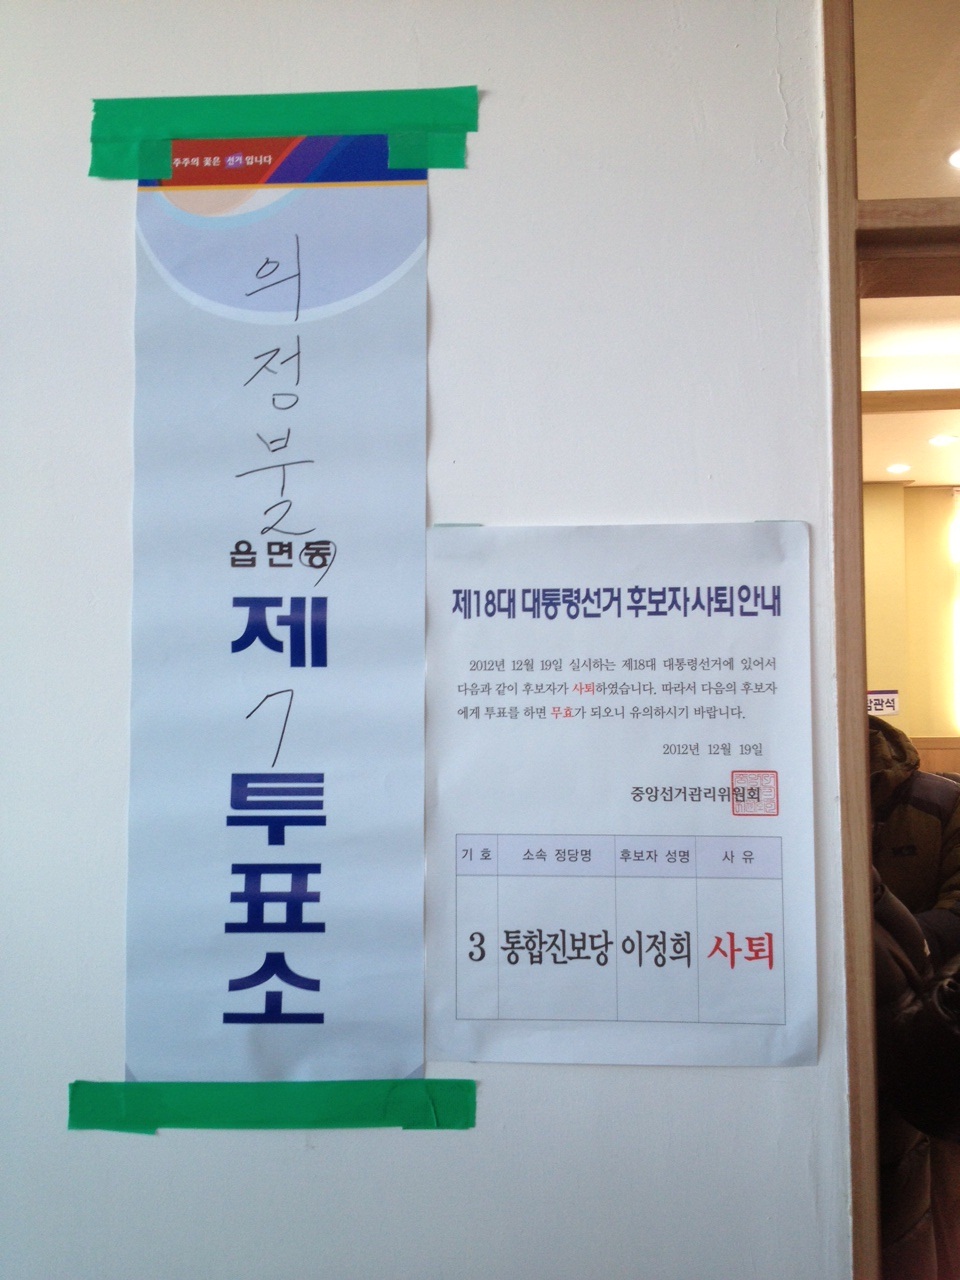 주주의 꽃은 선거 입니다
의
정
부
2
읍면동
제
7
투
표
소
제18대 대통령선거 후보자 사퇴 안내
2012년 12월 19일 실시하는 제18대 대통령선거에 있어서
다음과 같이 후보자가 사퇴하였습니다. 따라서 다음의 후보자
에게 투표를 하면 무효가 되오니 유의하시기 바랍니다.
2012년 12월 19일
중앙선거관리위원회
기 호 소속 정당명 후보자 성명 사 유
3 통합진보당 이정희 사퇴
관석